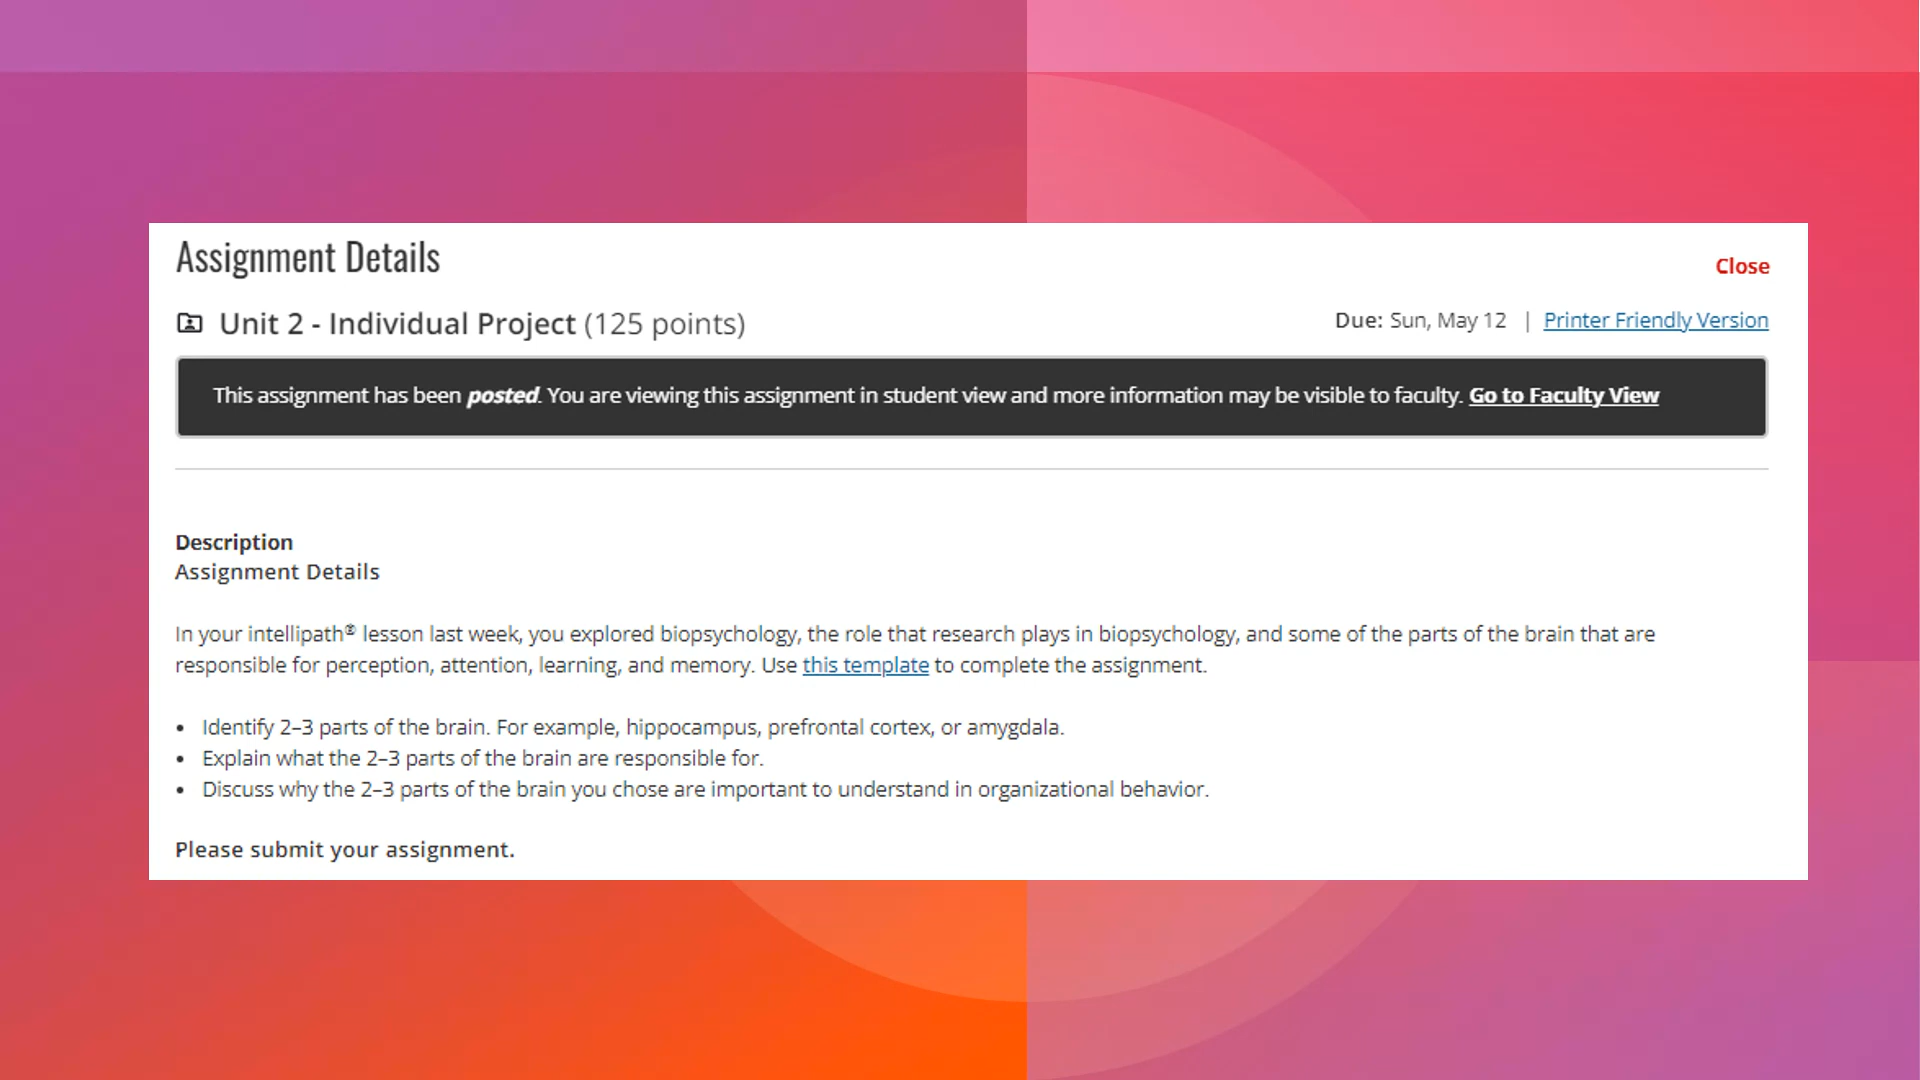 Assignment Details
Close
Unit 2 - Individual Project (125 points)
Due: Sun, May 12 | Printer Friendly Version
This assignment has been posted. You are viewing this assignment in student view and more information may be visible to faculty. Go to Faculty View
Description
Assignment Details
In your intellipath® lesson last week, you explored biopsychology, the role that research plays in biopsychology, and some of the parts of the brain that are
responsible for perception, attention, learning, and memory. Use this template to complete the assignment.
• Identify 2–3 parts of the brain. For example, hippocampus, prefrontal cortex, or amygdala.
• Explain what the 2–3 parts of the brain are responsible for.
• Discuss why the 2–3 parts of the brain you chose are important to understand in organizational behavior.
Please submit your assignment.